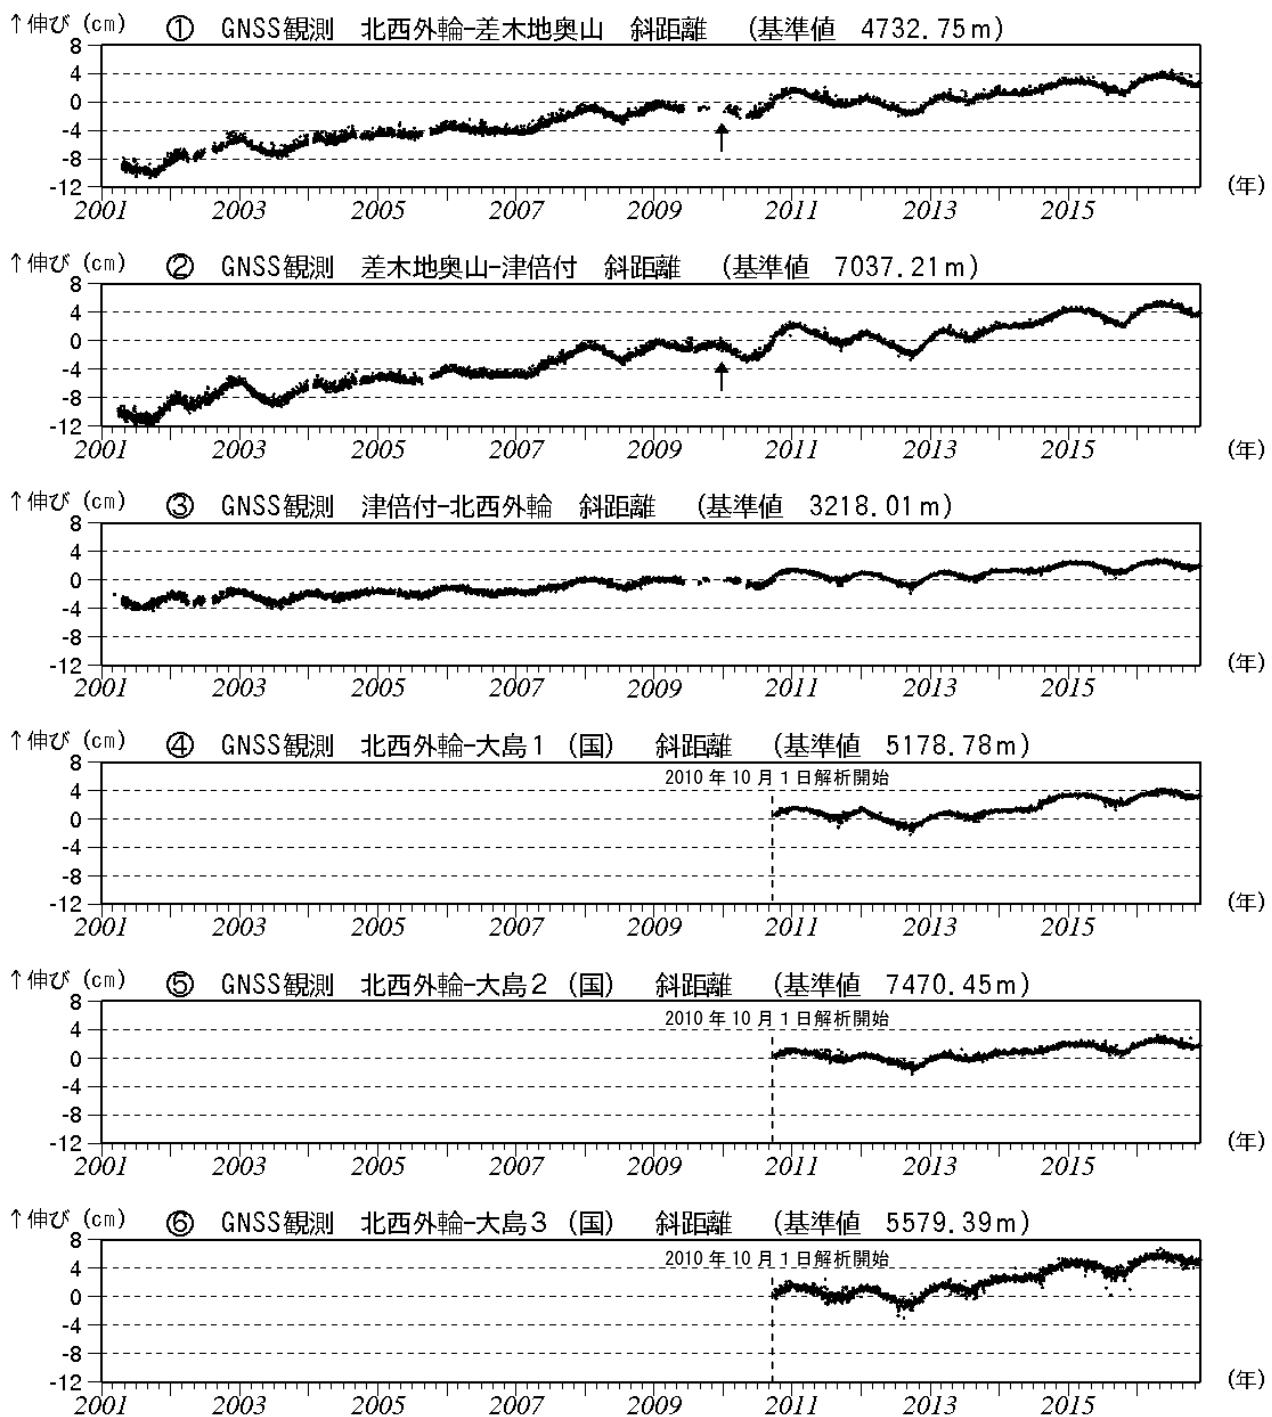 ↑伸び (cm) ① GNSS観測 北西外輪-差木地奥山 斜距離 (基準値 4732.75m)
8
4
0
-4
-8
-12
(年)
2001 2003 2005 2007 2009 2011 2013 2015
↑伸び (cm) ② GNSS観測 差木地奥山-津倍付 斜距離 (基準値 7037.21m)
8
4
0
-4
-8
-12
(年)
2001 2003 2005 2007 2009 2011 2013 2015
↑伸び (cm) ③ GNSS観測 津倍付-北西外輪 斜距離 (基準値 3218.01m)
8
4
0
-4
-8
-12
(年)
2001 2003 2005 2007 2009 2011 2013 2015
↑伸び (cm) ④ GNSS観測 北西外輪-大島1 (国) 斜距離 (基準値 5178.78m)
8
2010年10月1日解析開始
4
0
-4
-8
-12
(年)
2001 2003 2005 2007 2009 2011 2013 2015
↑伸び (cm) ⑤ GNSS観測 北西外輪-大島2 (国) 斜距離 (基準値 7470.45m)
8
2010年10月1日解析開始
4
0
-4
-8
-12
(年)
2001 2003 2005 2007 2009 2011 2013 2015
↑伸び (cm) ⑥ GNSS観測 北西外輪-大島3 (国) 斜距離 (基準値 5579.39m)
8
2010年10月1日解析開始
4
0
-4
-8
-12
(年)
2001 2003 2005 2007 2009 2011 2013 2015